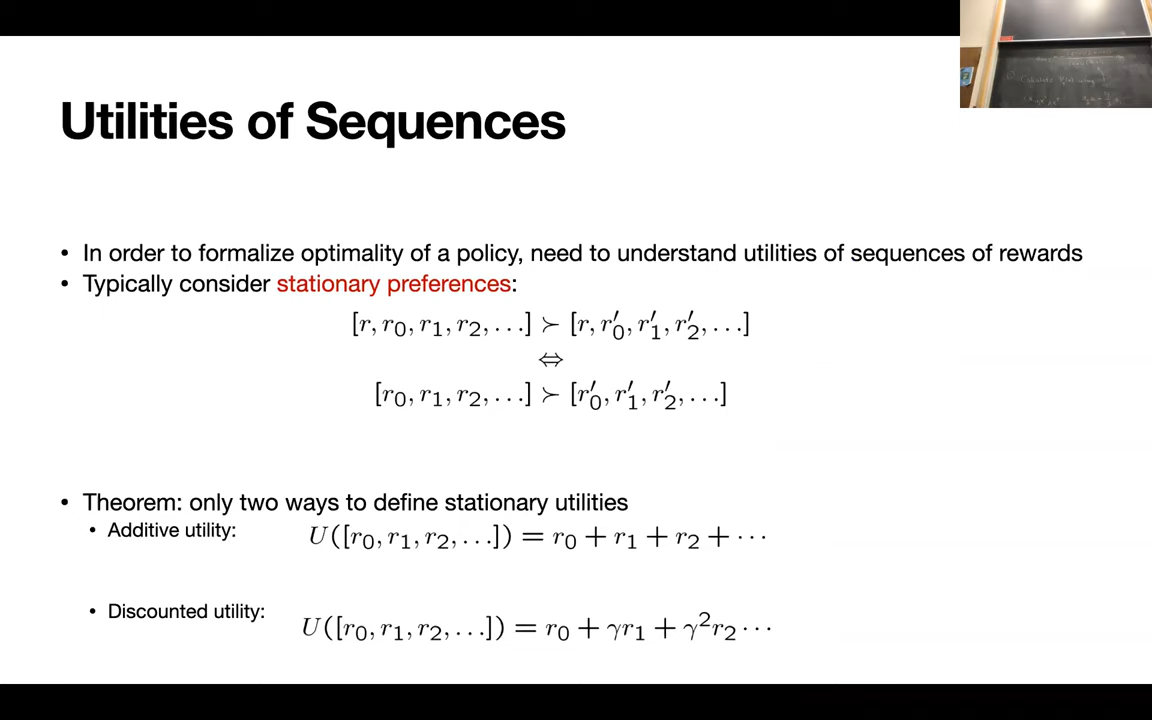 Utilities of Sequences
• In order to formalize optimality of a policy, need to understand utilities of sequences of rewards
• Typically consider stationary preferences:
[r, r₀, r₁, r₂, . . .] ≻ [r, r′₀, r′₁, r′₂, . . .]
⇔
[r₀, r₁, r₂, . . .] ≻ [r′₀, r′₁, r′₂, . . .]
• Theorem: only two ways to define stationary utilities
• Additive utility: U([r₀, r₁, r₂, . . .]) = r₀ + r₁ + r₂ + · · ·
• Discounted utility: U([r₀, r₁, r₂, . . .]) = r₀ + γr₁ + γ²r₂ · · ·